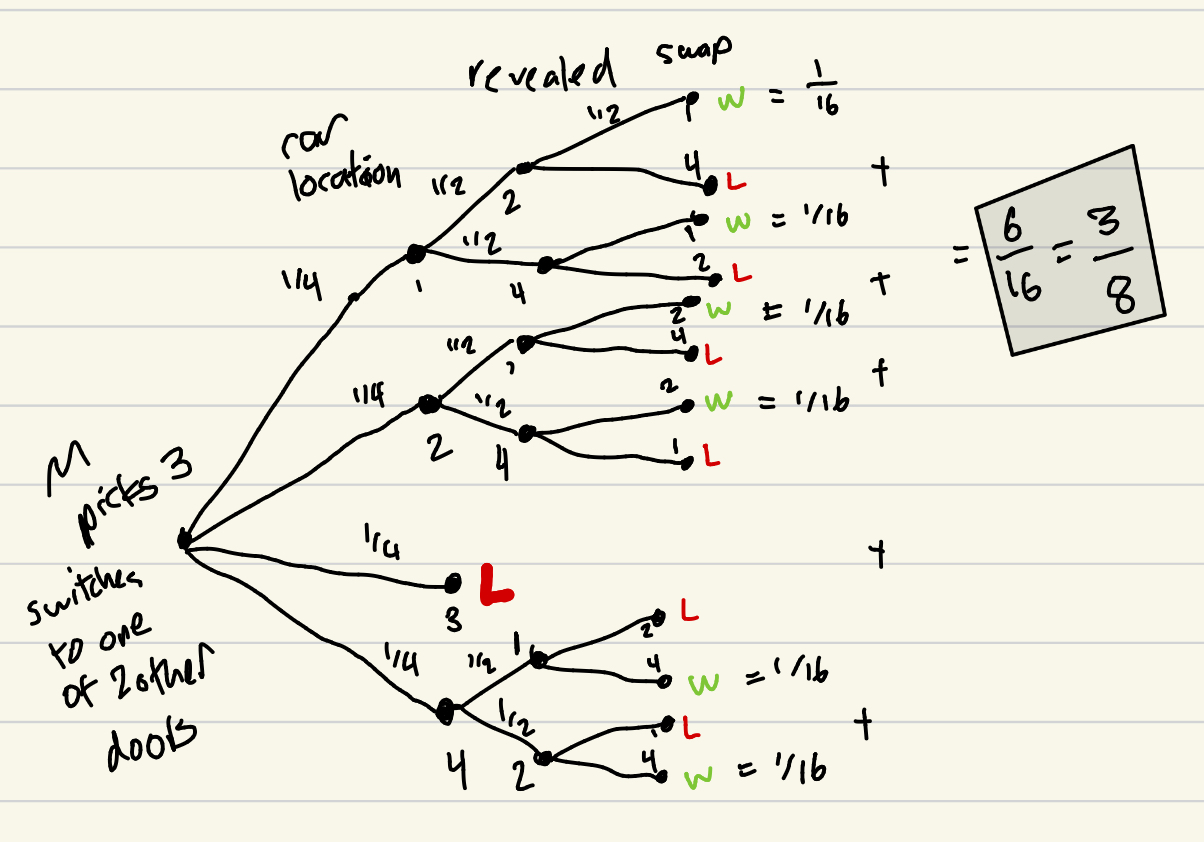 revealed swap
car
location
1/2 1 W = 1/16
1/2 2 4 L +
1/2 4 1 W = 1/16
1/4 1 2 L +
1/2 1 2 W = 1/16
4 L +
1/4 2 1/2 4 2 W = 1/16
1 L
= 6/16 = 3/8
M
picks 3
1/4 3 L +
switches
to one
of 2 other
doors
1/4 4 1/2 1 2 L
4 W = 1/16
1/2 2 1 L +
4 W = 1/16